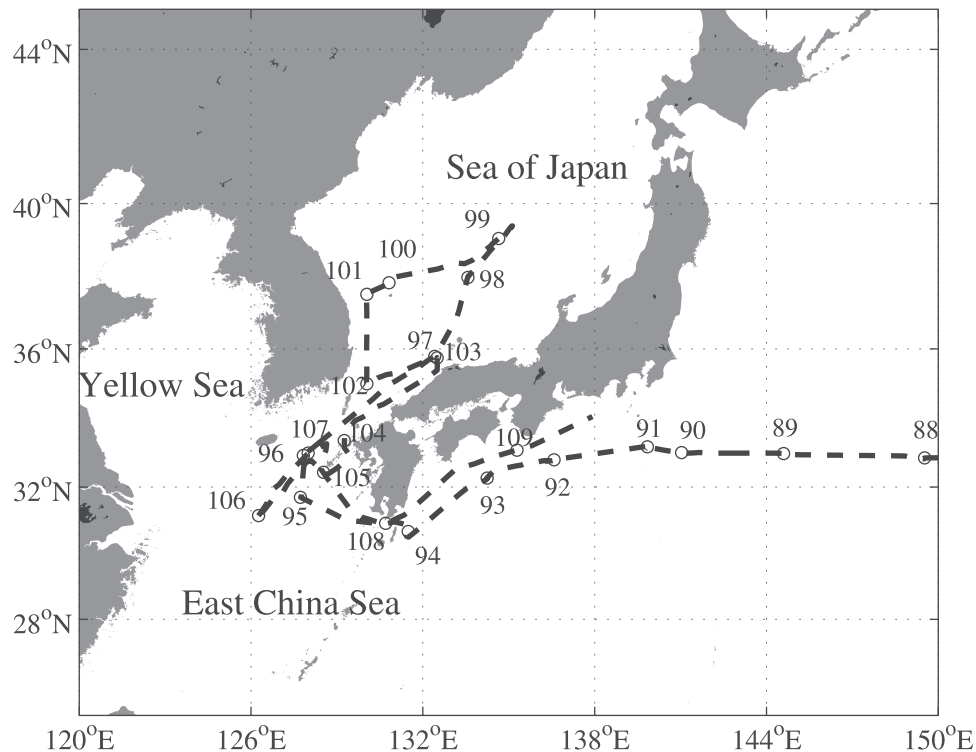 44°N
Sea of Japan
40°N
99
100
98
101
97
103
36°N
102
Yellow Sea
107
104
109
91
90
89
88
96
105
32°N
106
95
93
92
108
94
East China Sea
28°N
120°E
126°E
132°E
138°E
144°E
150°E